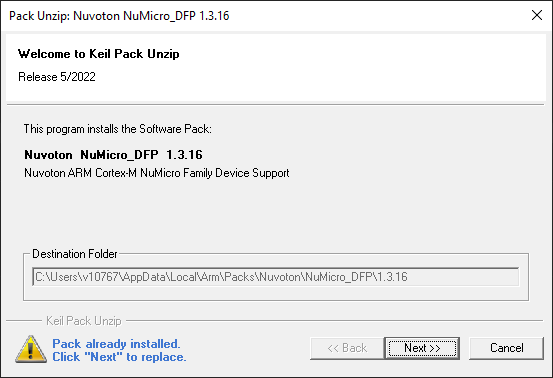 Pack Unzip: Nuvoton NuMicro_DFP 1.3.16
Welcome to Keil Pack Unzip
Release 5/2022
This program installs the Software Pack:
Nuvoton NuMicro_DFP 1.3.16
Nuvoton ARM Cortex-M NuMicro Family Device Support
Destination Folder
C:\Users\v10767\AppData\Local\Arm\Packs\Nuvoton\NuMicro_DFP\1.3.16
Keil Pack Unzip
Pack already installed.
Click "Next" to replace.
<< Back
Next >>
Cancel